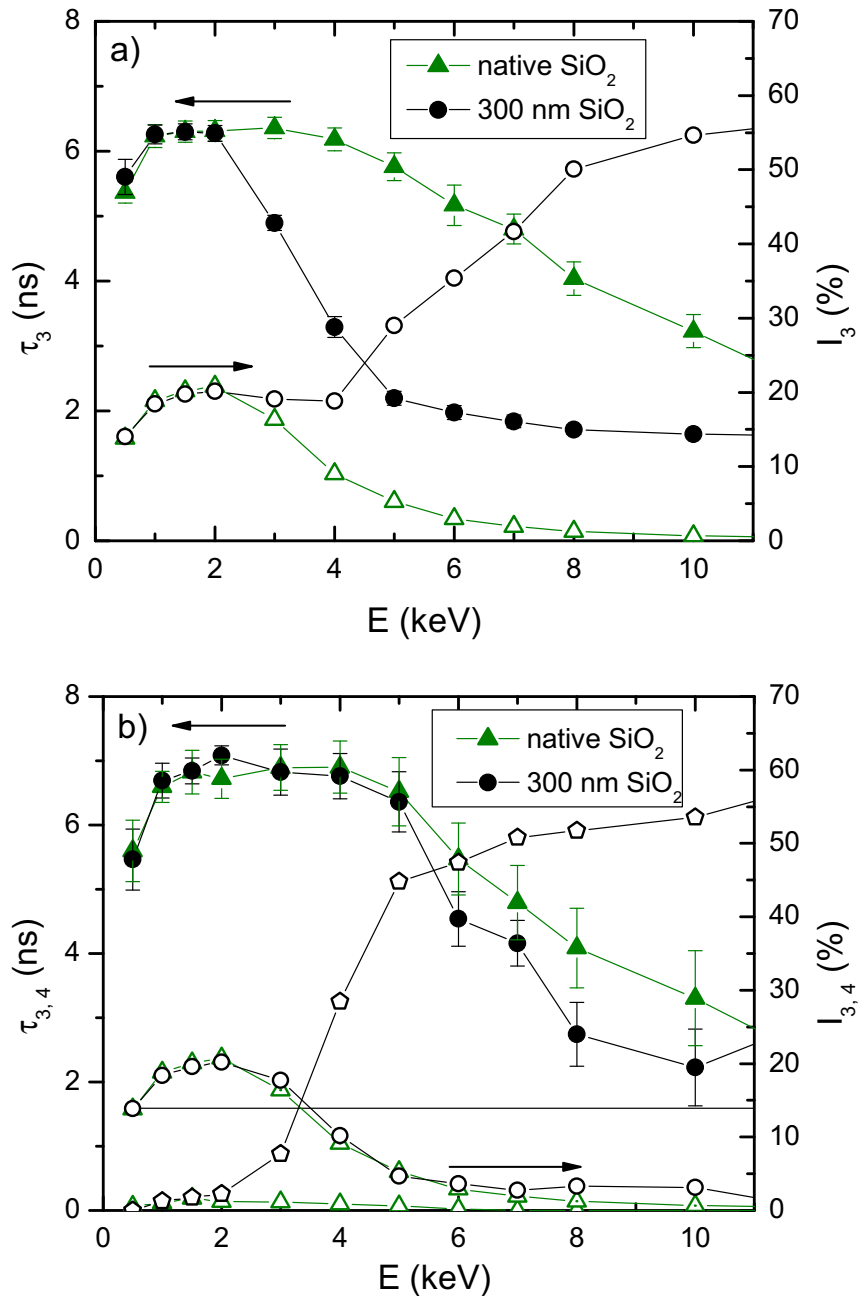 a)
native SiO₂
300 nm SiO₂
8
6
4
2
0
τ₃ (ns)
70
60
50
40
30
20
10
0
I₃ (%)
0 2 4 6 8 10
E (keV)
b)
native SiO₂
300 nm SiO₂
8
6
4
2
0
τ₃, ₄ (ns)
70
60
50
40
30
20
10
0
I₃, ₄ (%)
0 2 4 6 8 10
E (keV)